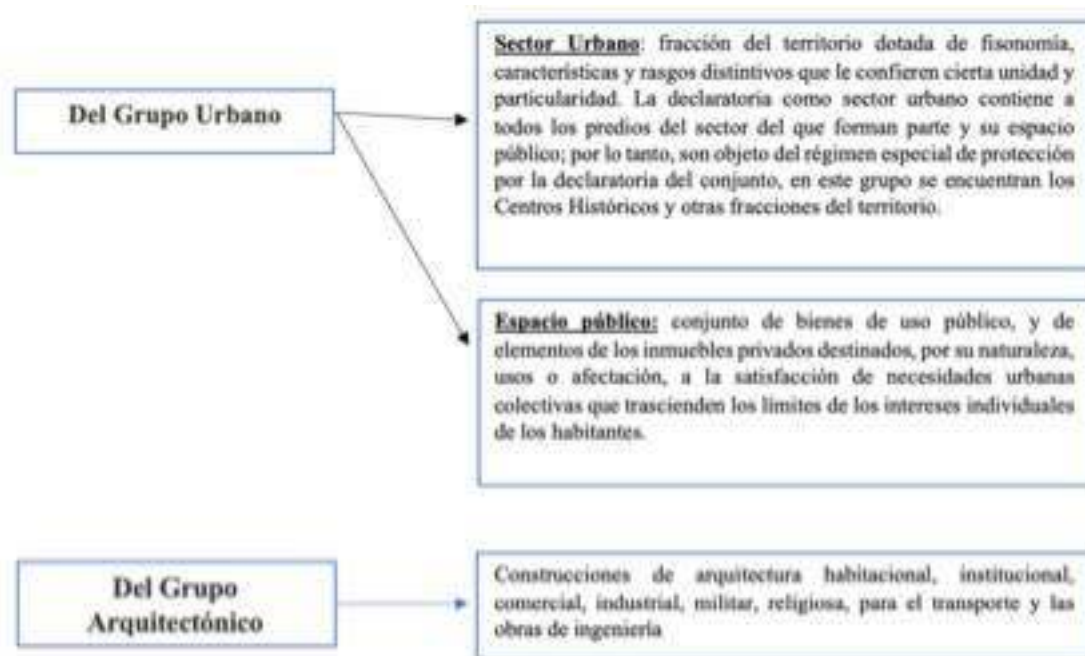 Del Grupo Urbano
Sector Urbano: fracción del territorio dotada de fisonomía,
características y rasgos distintivos que le confieren cierta unidad y
particularidad. La declaratoria como sector urbano contiene a
todos los predios del sector del que forman parte y su espacio
público; por lo tanto, son objeto del régimen especial de protección
por la declaratoria del conjunto, en este grupo se encuentran los
Centros Históricos y otras fracciones del territorio.
Espacio público: conjunto de bienes de uso público, y de
elementos de los inmuebles privados destinados, por su naturaleza,
usos o afectación, a la satisfacción de necesidades urbanas
colectivas que trascienden los límites de los intereses individuales
de los habitantes.
Del Grupo
Arquitectónico
Construcciones de arquitectura habitacional, institucional,
comercial, industrial, militar, religiosa, para el transporte y las
obras de ingeniería